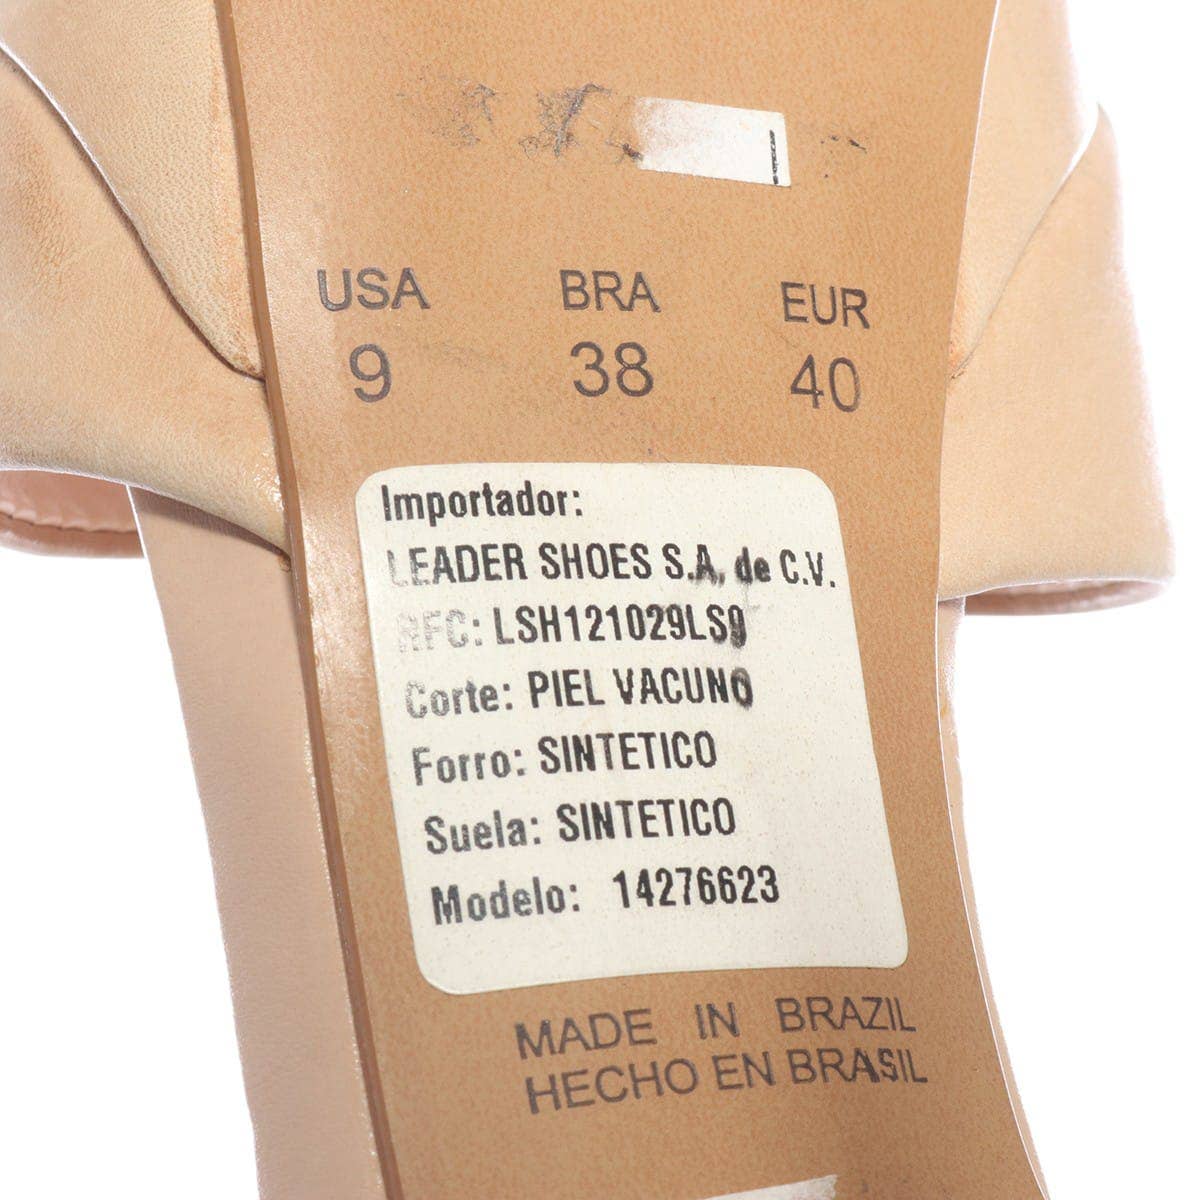 USA BRA EUR
9 38 40
Importador:
LEADER SHOES S.A. de C.V.
RFC: LSH121029LS9
Corte: PIEL VACUNO
Forro: SINTETICO
Suela: SINTETICO
Modelo: 14276623
MADE IN BRAZIL
HECHO EN BRASIL